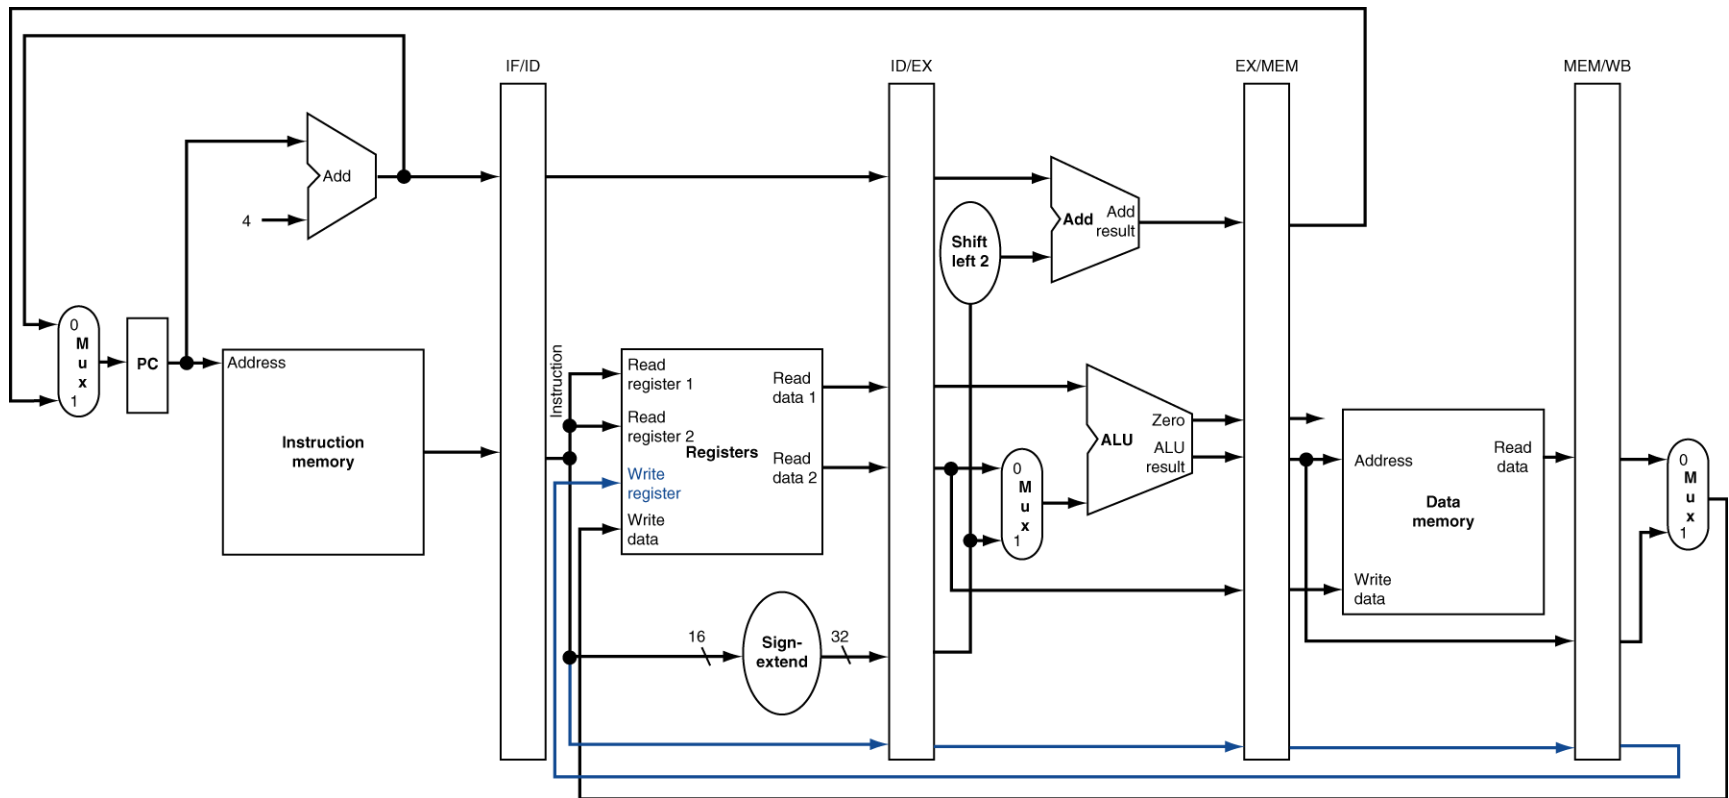 IF/ID
ID/EX
EX/MEM
MEM/WB
Add
4
Add
Add
result
Shift
left 2
0
M
u
x
1
PC
Address
Instruction
memory
Instruction
Read
register 1
Read
register 2
Write
register
Write
data
Registers
Read
data 1
Read
data 2
16
Sign-
extend
32
0
M
u
x
1
ALU
Zero
ALU
result
Address
Read
data
Data
memory
Write
data
0
M
u
x
1